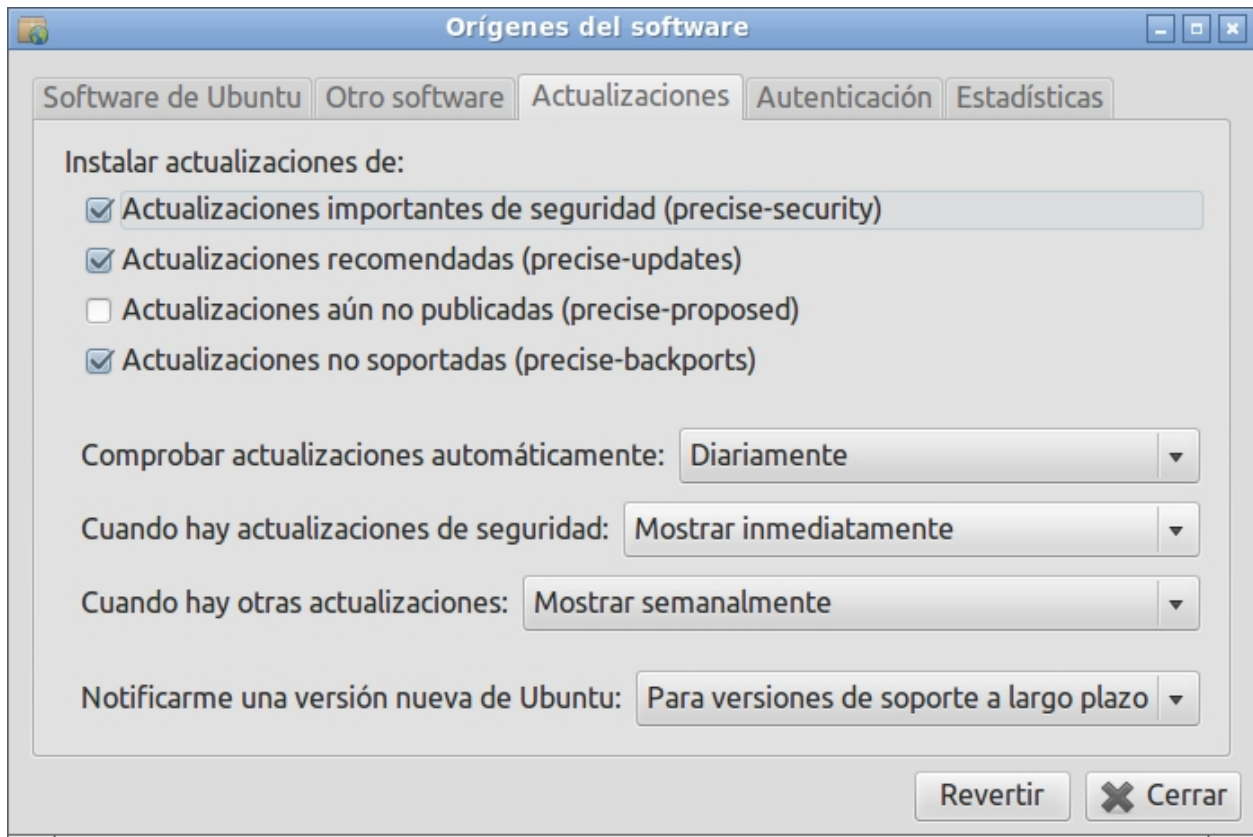 Orígenes del software
Software de Ubuntu Otro software Actualizaciones Autenticación Estadísticas
Instalar actualizaciones de:
Actualizaciones importantes de seguridad (precise-security)
Actualizaciones recomendadas (precise-updates)
Actualizaciones aún no publicadas (precise-proposed)
Actualizaciones no soportadas (precise-backports)
Comprobar actualizaciones automáticamente: Diariamente
Cuando hay actualizaciones de seguridad: Mostrar inmediatamente
Cuando hay otras actualizaciones: Mostrar semanalmente
Notificarme una versión nueva de Ubuntu: Para versiones de soporte a largo plazo
Revertir Cerrar